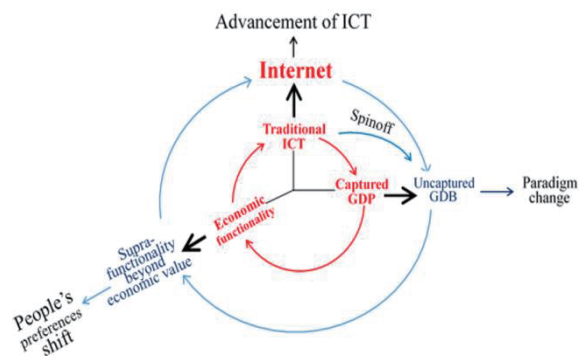 Advancement of ICT
Internet
Traditional
ICT
Spinoff
Captured
GDP
Uncaptured
GDB
Paradigm
change
Economic
functionality
Supra-
functionality
beyond
economic value
People's
preferences
shift